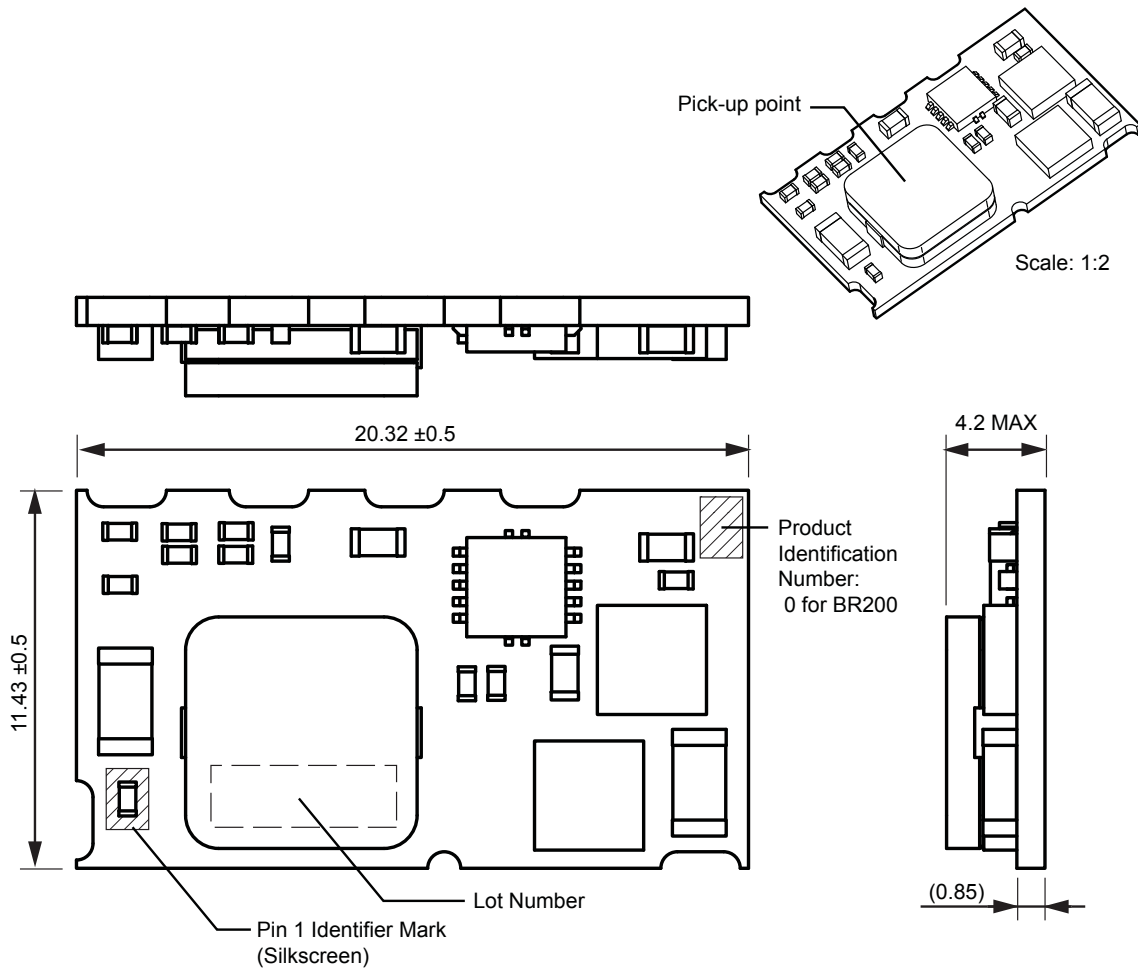 Pick-up point
Scale: 1:2
20.32 ±0.5
4.2 MAX
11.43 ±0.5
Product
Identification
Number:
0 for BR200
(0.85)
Lot Number
Pin 1 Identifier Mark
(Silkscreen)